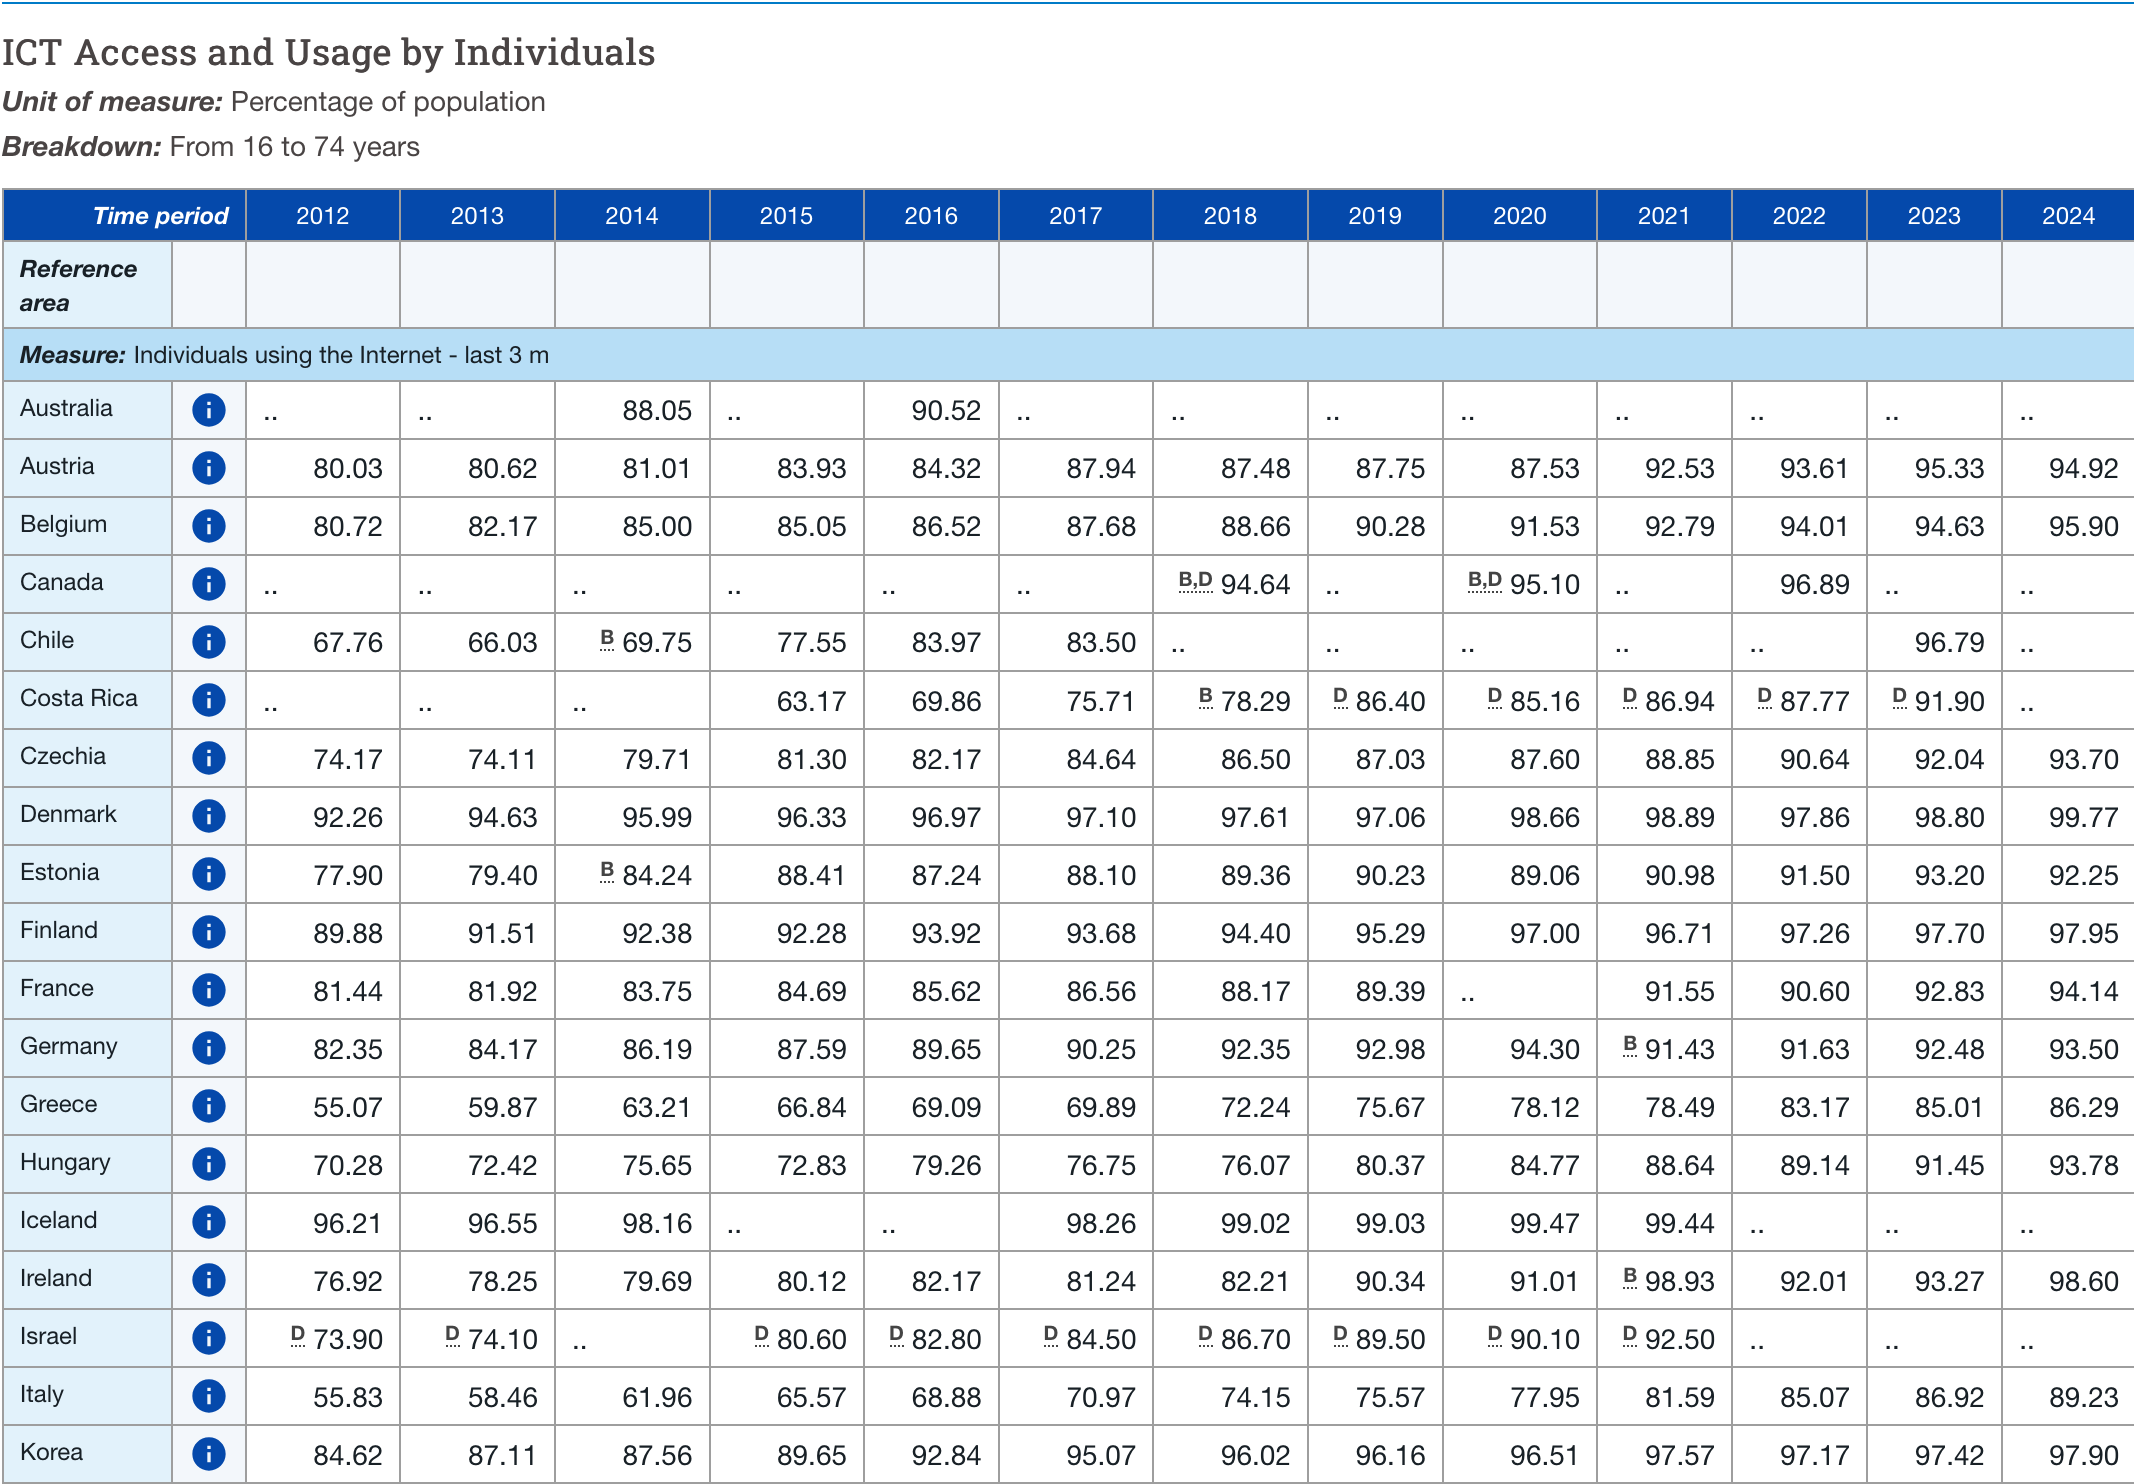 ICT Access and Usage by Individuals
Unit of measure: Percentage of population
Breakdown: From 16 to 74 years
Time period 2012 2013 2014 2015 2016 2017 2018 2019 2020 2021 2022 2023 2024
Reference
area
Measure: Individuals using the Internet - last 3 m
Australia i .. .. 88.05 .. 90.52 .. .. .. .. .. .. .. ..
Austria i 80.03 80.62 81.01 83.93 84.32 87.94 87.48 87.75 87.53 92.53 93.61 95.33 94.92
Belgium i 80.72 82.17 85.00 85.05 86.52 87.68 88.66 90.28 91.53 92.79 94.01 94.63 95.90
Canada i .. .. .. .. .. .. B,D 94.64 .. B,D 95.10 .. 96.89 .. ..
Chile i 67.76 66.03 B 69.75 77.55 83.97 83.50 .. .. .. .. .. 96.79 ..
Costa Rica i .. .. .. 63.17 69.86 75.71 B 78.29 D 86.40 D 85.16 D 86.94 D 87.77 D 91.90 ..
Czechia i 74.17 74.11 79.71 81.30 82.17 84.64 86.50 87.03 87.60 88.85 90.64 92.04 93.70
Denmark i 92.26 94.63 95.99 96.33 96.97 97.10 97.61 97.06 98.66 98.89 97.86 98.80 99.77
Estonia i 77.90 79.40 B 84.24 88.41 87.24 88.10 89.36 90.23 89.06 90.98 91.50 93.20 92.25
Finland i 89.88 91.51 92.38 92.28 93.92 93.68 94.40 95.29 97.00 96.71 97.26 97.70 97.95
France i 81.44 81.92 83.75 84.69 85.62 86.56 88.17 89.39 .. 91.55 90.60 92.83 94.14
Germany i 82.35 84.17 86.19 87.59 89.65 90.25 92.35 92.98 94.30 B 91.43 91.63 92.48 93.50
Greece i 55.07 59.87 63.21 66.84 69.09 69.89 72.24 75.67 78.12 78.49 83.17 85.01 86.29
Hungary i 70.28 72.42 75.65 72.83 79.26 76.75 76.07 80.37 84.77 88.64 89.14 91.45 93.78
Iceland i 96.21 96.55 98.16 .. .. 98.26 99.02 99.03 99.47 99.44 .. .. ..
Ireland i 76.92 78.25 79.69 80.12 82.17 81.24 82.21 90.34 91.01 B 98.93 92.01 93.27 98.60
Israel i D 73.90 D 74.10 .. D 80.60 D 82.80 D 84.50 D 86.70 D 89.50 D 90.10 D 92.50 .. .. ..
Italy i 55.83 58.46 61.96 65.57 68.88 70.97 74.15 75.57 77.95 81.59 85.07 86.92 89.23
Korea i 84.62 87.11 87.56 89.65 92.84 95.07 96.02 96.16 96.51 97.57 97.17 97.42 97.90